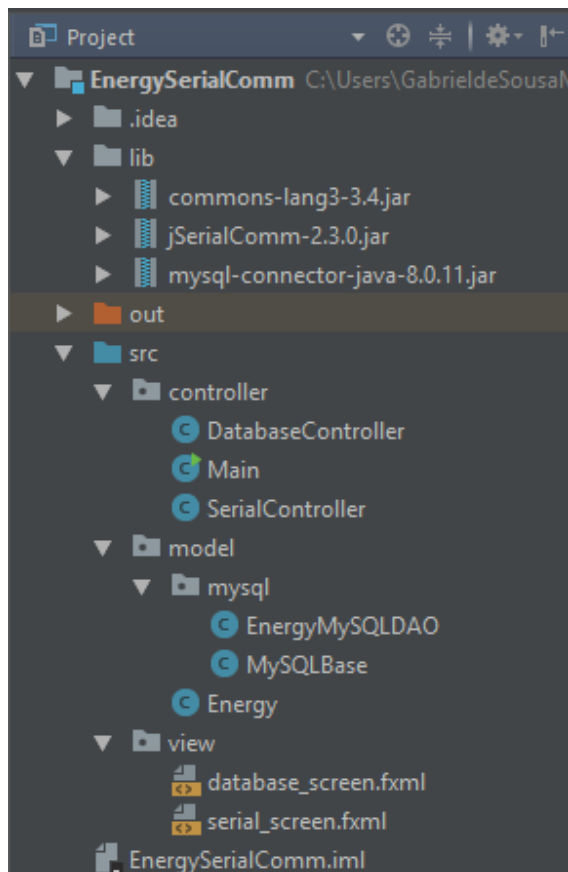 Project
EnergySerialComm C:\Users\GabrieldeSousa
.idea
lib
commons-lang3-3.4.jar
jSerialComm-2.3.0.jar
mysql-connector-java-8.0.11.jar
out
src
controller
DatabaseController
Main
SerialController
model
mysql
EnergyMySQLDAO
MySQLBase
Energy
view
database_screen.fxml
serial_screen.fxml
EnergySerialComm.iml